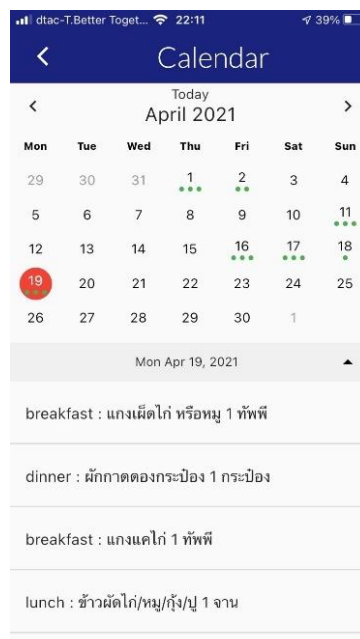 dtac-T.Better Toget... 22:11 39%
Calendar
Today
April 2021
Mon Tue Wed Thu Fri Sat Sun
29 30 31 1 2 3 4
5 6 7 8 9 10 11
12 13 14 15 16 17 18
19 20 21 22 23 24 25
26 27 28 29 30 1
Mon Apr 19, 2021
breakfast : แกงเผ็ดไก่ หรือหมู 1 ทัพพี
dinner : ผักกาดดองกระป๋อง 1 กระป๋อง
breakfast : แกงแคไก่ 1 ทัพพี
lunch : ข้าวผัดไก่/หมู/กุ้ง/ปู 1 จาน